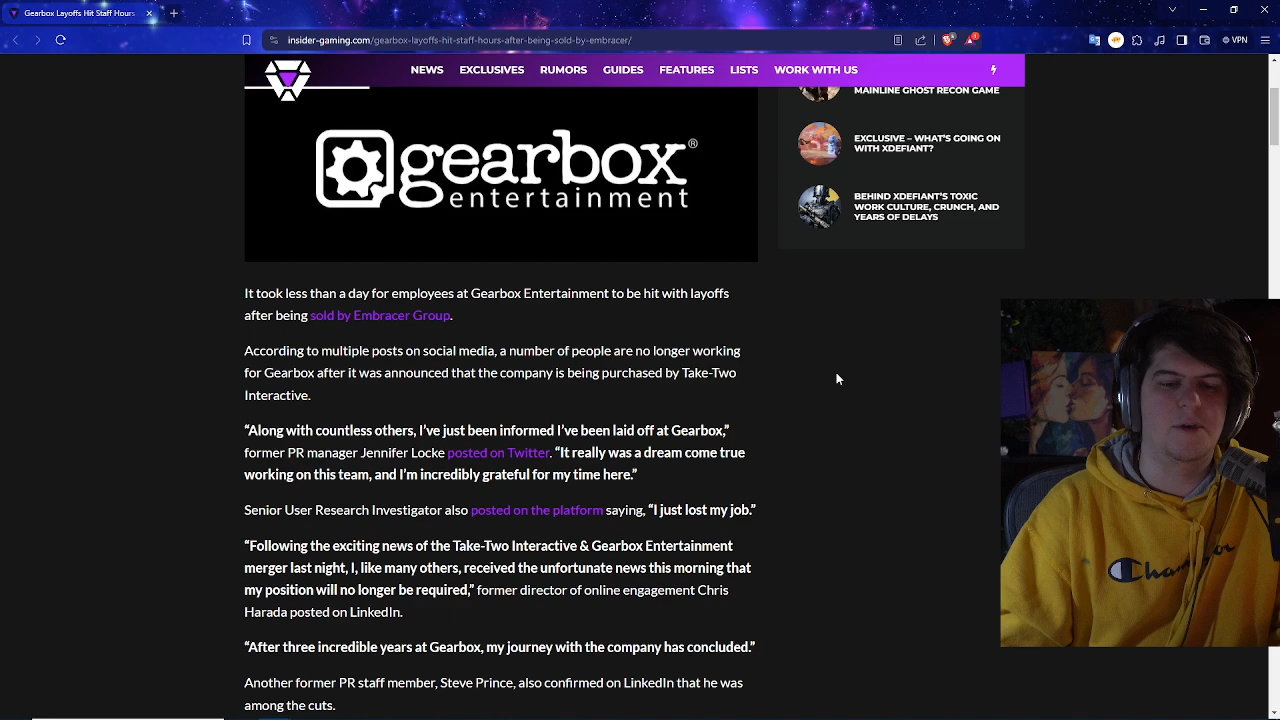 Gearbox Layoffs Hit Staff Hours
insider-gaming.com/gearbox-layoffs-hit-staff-hours-after-being-sold-by-embracer/
VPN
NEWS EXCLUSIVES RUMORS GUIDES FEATURES LISTS WORK WITH US
gearbox®
entertainment
MAINLINE GHOST RECON GAME
EXCLUSIVE – WHAT'S GOING ON
WITH XDEFIANT?
BEHIND XDEFIANT'S TOXIC
WORK CULTURE, CRUNCH, AND
YEARS OF DELAYS
It took less than a day for employees at Gearbox Entertainment to be hit with layoffs
after being sold by Embracer Group.
According to multiple posts on social media, a number of people are no longer working
for Gearbox after it was announced that the company is being purchased by Take-Two
Interactive.
“Along with countless others, I’ve just been informed I’ve been laid off at Gearbox,”
former PR manager Jennifer Locke posted on Twitter. “It really was a dream come true
working on this team, and I’m incredibly grateful for my time here.”
Senior User Research Investigator also posted on the platform saying, “I just lost my job.”
“Following the exciting news of the Take-Two Interactive & Gearbox Entertainment
merger last night, I, like many others, received the unfortunate news this morning that
my position will no longer be required,” former director of online engagement Chris
Harada posted on LinkedIn.
“After three incredible years at Gearbox, my journey with the company has concluded.”
Another former PR staff member, Steve Prince, also confirmed on LinkedIn that he was
among the cuts.
Champion